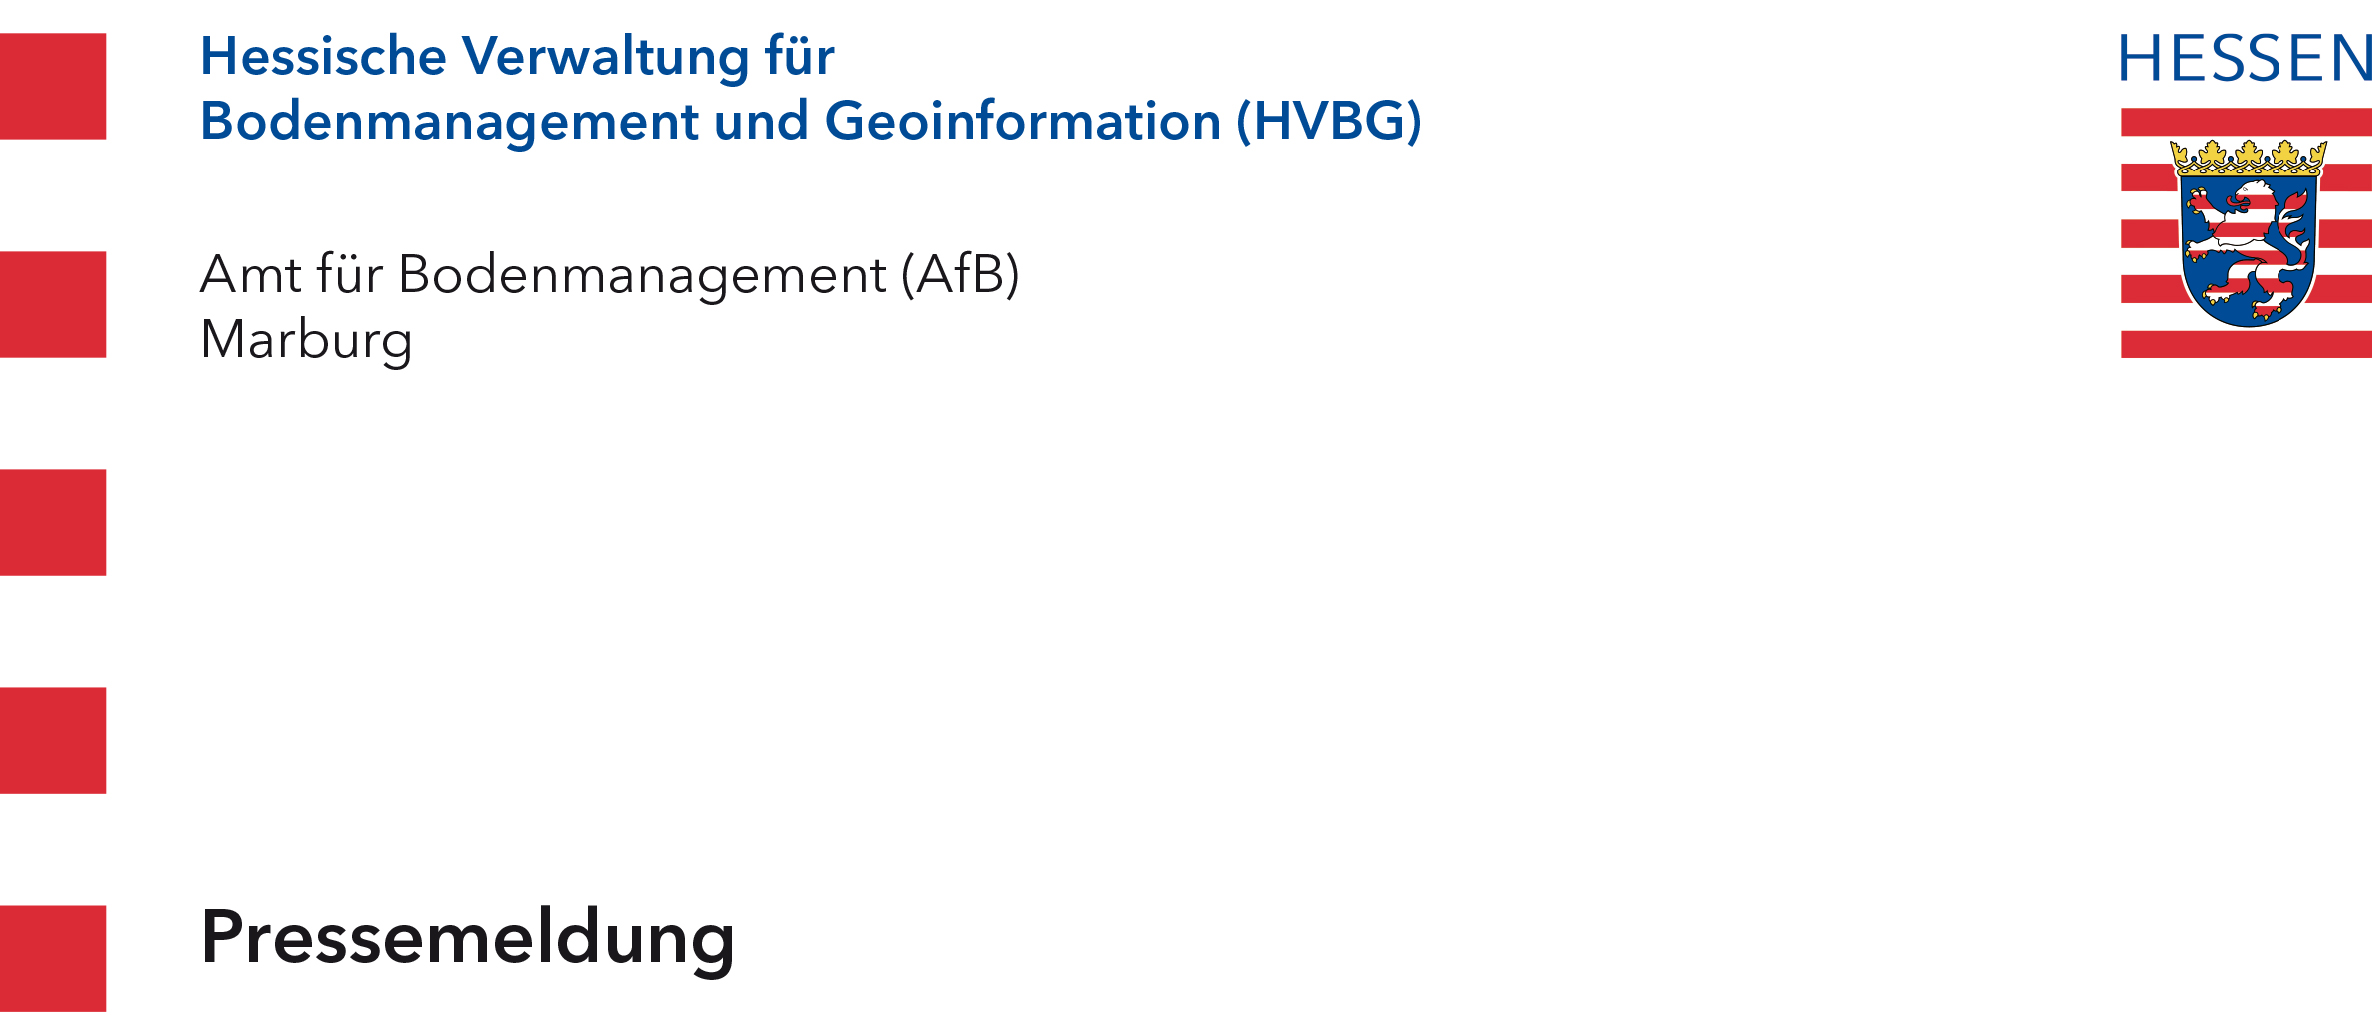 Hessische Verwaltung für
Bodenmanagement und Geoinformation (HVBG)
HESSEN
Amt für Bodenmanagement (AfB)
Marburg
Pressemeldung